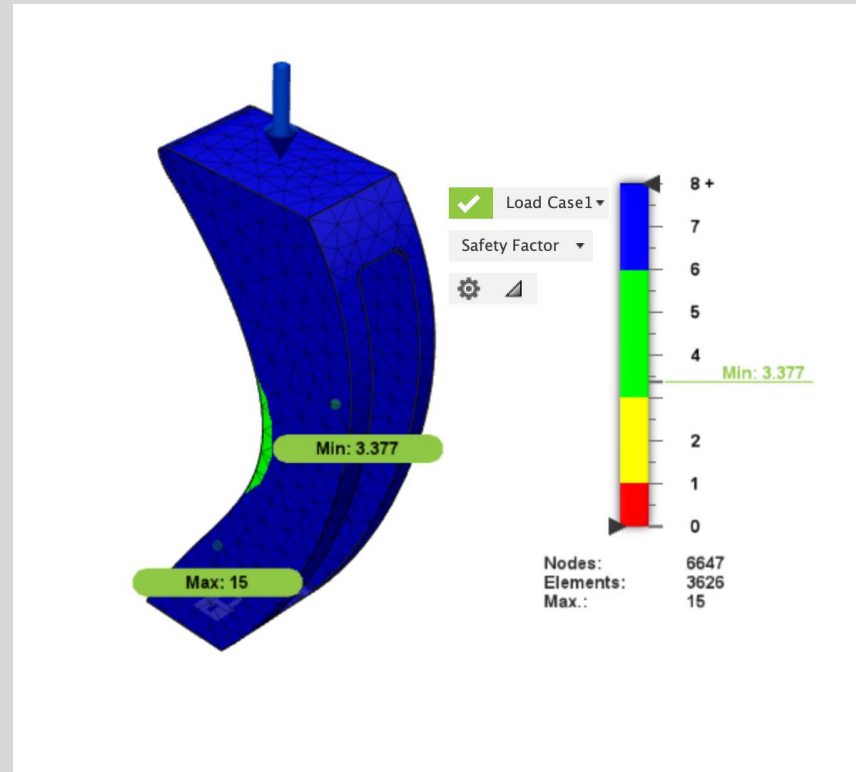 Load Case1
Safety Factor
8 +
7
6
5
4
Min: 3.377
2
1
0
Min: 3.377
Max: 15
Nodes: 6647
Elements: 3626
Max.: 15